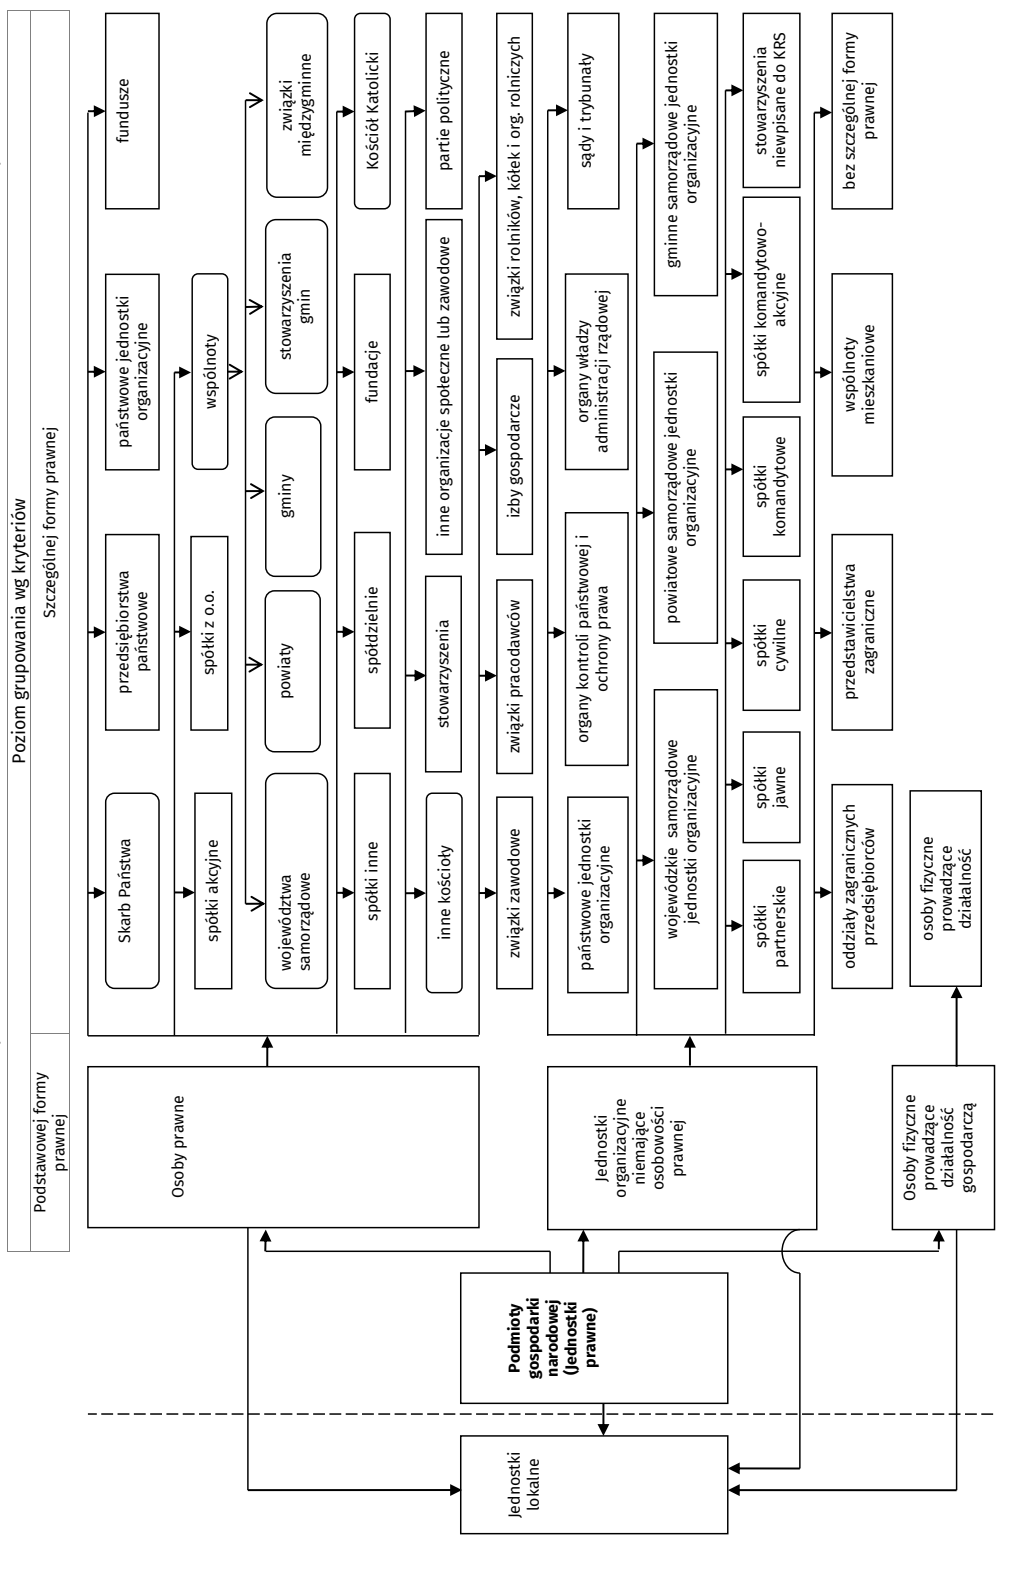 Poziom grupowania wg kryteriów
Podstawowej formy
prawnej
Szczególnej formy prawnej
Jednostki
lokalne
Podmioty
gospodarki
narodowej
(Jednostki
prawne)
Osoby prawne
Skarb Państwa
przedsiębiorstwa
państwowe
państwowe jednostki
organizacyjne
fundusze
spółki akcyjne
spółki z o.o.
wspólnoty
województwa
samorządowe
powiaty
gminy
stowarzyszenia
gmin
związki
międzygminne
spółki inne
spółdzielnie
fundacje
Kościół Katolicki
inne kościoły
stowarzyszenia
inne organizacje społeczne lub zawodowe
partie polityczne
związki zawodowe
związki pracodawców
izby gospodarcze
związki rolników, kółek i org. rolniczych
Jednostki
organizacyjne
niemające
osobowości
prawnej
państwowe jednostki
organizacyjne
organy kontroli państwowej i
ochrony prawa
organy władzy
administracji rządowej
sądy i trybunały
wojewódzkie samorządowe
jednostki organizacyjne
powiatowe samorządowe jednostki
organizacyjne
gminne samorządowe jednostki
organizacyjne
spółki
partnerskie
spółki
jawne
spółki
cywilne
spółki
komandytowe
spółki komandytowo-
akcyjne
stowarzyszenia
niewpisane do KRS
oddziały zagranicznych
przedsiębiorców
przedstawicielstwa
zagraniczne
wspólnoty
mieszkaniowe
bez szczególnej formy
prawnej
Osoby fizyczne
prowadzące
działalność
gospodarczą
osoby fizyczne
prowadzące
działalność